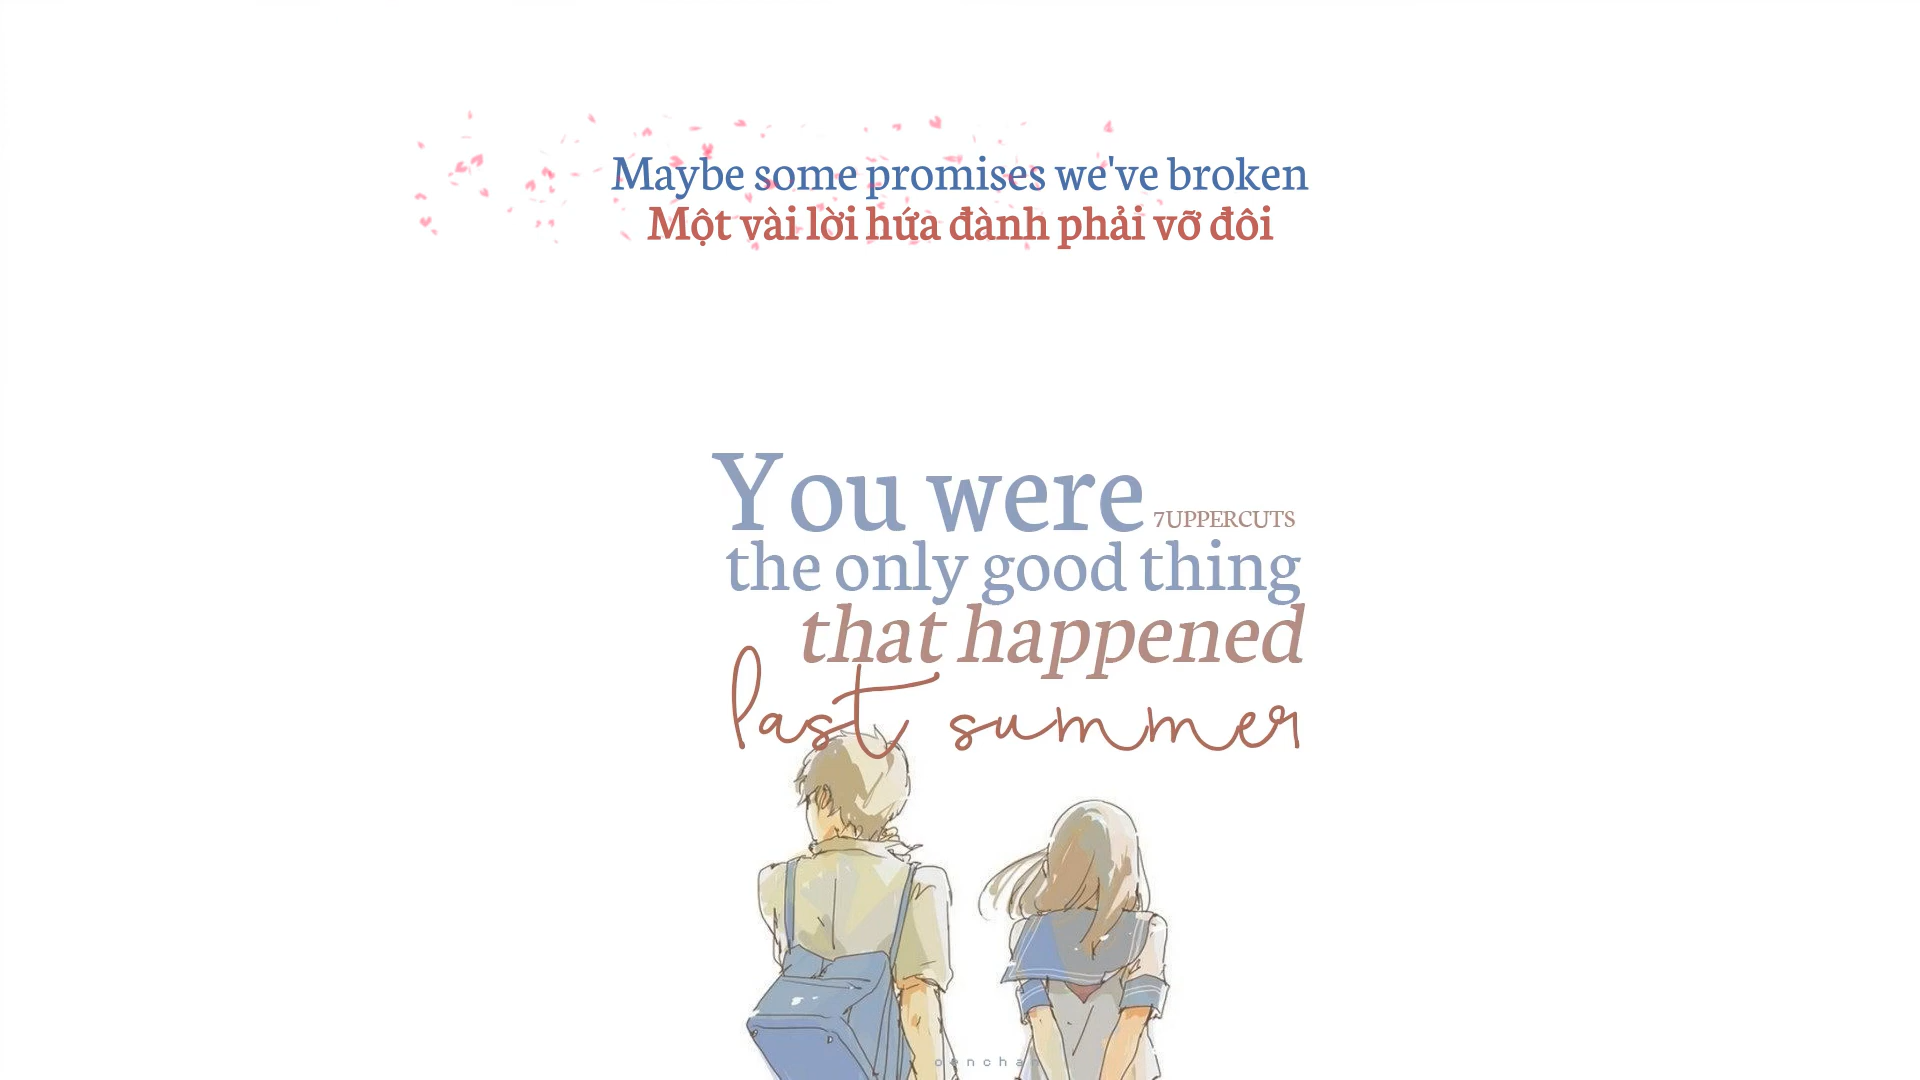 Maybe some promises we've broken
Một vài lời hứa đành phải vỡ đôi
You were
7UPPERCUTS
the only good thing
that happened
last summer